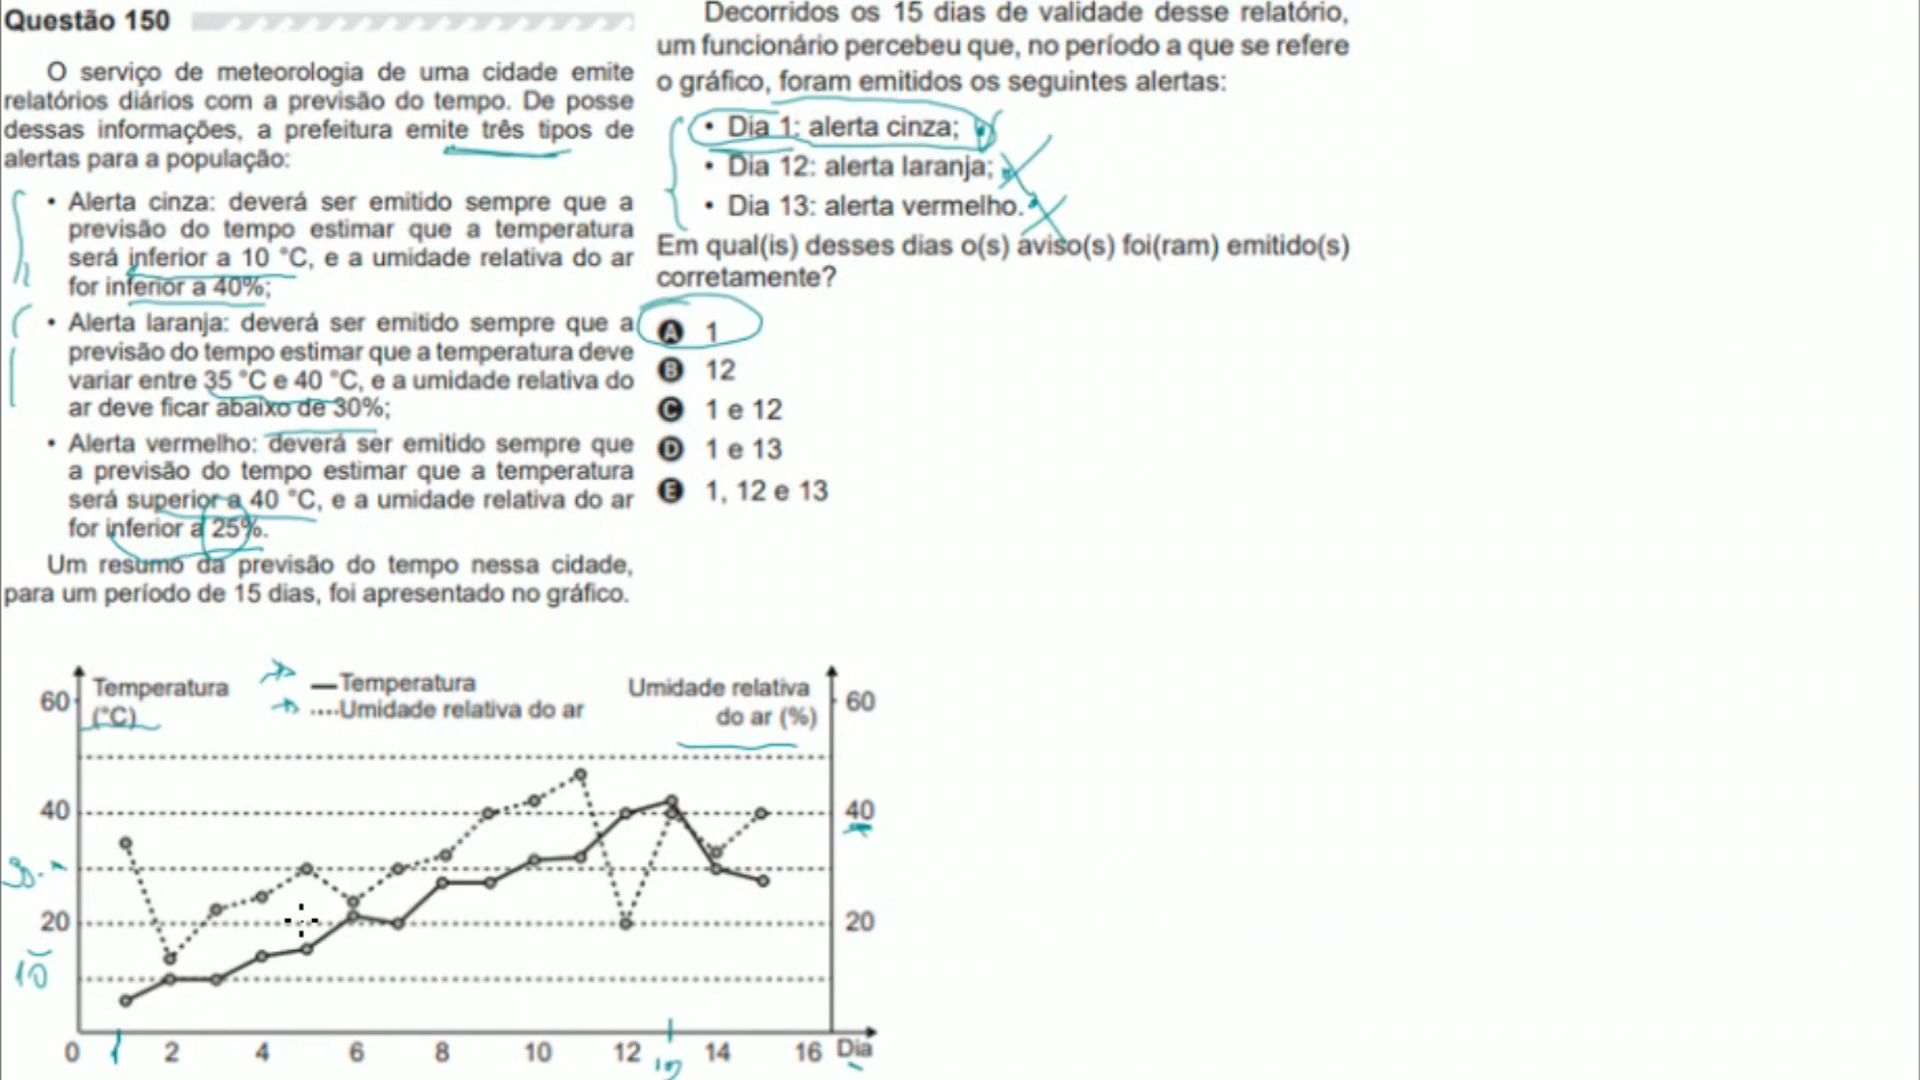 Questão 150
O serviço de meteorologia de uma cidade emite
relatórios diários com a previsão do tempo. De posse
dessas informações, a prefeitura emite três tipos de
alertas para a população:
• Alerta cinza: deverá ser emitido sempre que a
previsão do tempo estimar que a temperatura
será inferior a 10 °C, e a umidade relativa do ar
for inferior a 40%;
• Alerta laranja: deverá ser emitido sempre que a
previsão do tempo estimar que a temperatura deve
variar entre 35 °C e 40 °C, e a umidade relativa do
ar deve ficar abaixo de 30%;
• Alerta vermelho: deverá ser emitido sempre que
a previsão do tempo estimar que a temperatura
será superior a 40 °C, e a umidade relativa do ar
for inferior a 25%.
Um resumo da previsão do tempo nessa cidade,
para um período de 15 dias, foi apresentado no gráfico.
Temperatura
(°C)
Temperatura
Umidade relativa do ar
Umidade relativa
do ar (%)
60
40
30
20
10
60
40
20
0 1 2 4 6 8 10 12 14 16 Dia
Decorridos os 15 dias de validade desse relatório,
um funcionário percebeu que, no período a que se refere
o gráfico, foram emitidos os seguintes alertas:
• Dia 1: alerta cinza;
• Dia 12: alerta laranja;
• Dia 13: alerta vermelho.
Em qual(is) desses dias o(s) aviso(s) foi(ram) emitido(s)
corretamente?
A 1
B 12
C 1 e 12
D 1 e 13
E 1, 12 e 13